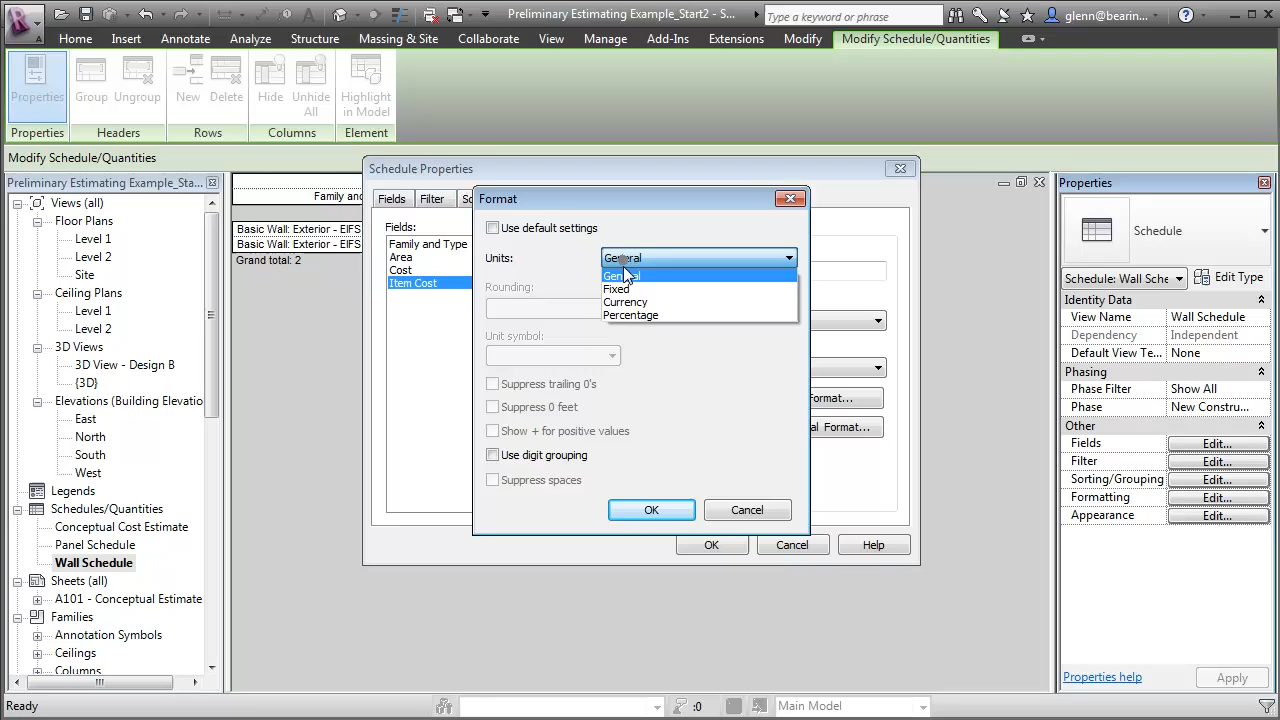 Preliminary Estimating Example_Start2 - S...
Type a keyword or phrase
glenn@bearin...
Home Insert Annotate Analyze Structure Massing & Site Collaborate View Manage Add-Ins Extensions Modify Modify Schedule/Quantities
Properties Group Ungroup New Delete Hide Unhide All Highlight in Model
Properties Headers Rows Columns Element
Modify Schedule/Quantities
Preliminary Estimating Example_Sta...
Views (all)
Floor Plans
Level 1
Level 2
Site
Ceiling Plans
Level 1
Level 2
3D Views
3D View - Design B
{3D}
Elevations (Building Elevatio
East
North
South
West
Legends
Schedules/Quantities
Conceptual Cost Estimate
Panel Schedule
Wall Schedule
Sheets (all)
A101 - Conceptual Estimate
Families
Annotation Symbols
Ceilings
Columns
Family and
Basic Wall: Exterior - EIFS
Basic Wall: Exterior - EIFS
Grand total: 2
Schedule Properties
Fields Filter So
Fields:
Family and Type
Area
Cost
Item Cost
Format
Use default settings
Units: General
General
Fixed
Currency
Percentage
Rounding:
Unit symbol:
Suppress trailing 0's
Suppress 0 feet
Show + for positive values
Use digit grouping
Suppress spaces
OK Cancel
Format...
al Format...
OK Cancel Help
Properties
Schedule
Schedule: Wall Sche Edit Type
Identity Data
View Name Wall Schedule
Dependency Independent
Default View Te... None
Phasing
Phase Filter Show All
Phase New Constru...
Other
Fields Edit...
Filter Edit...
Sorting/Grouping Edit...
Formatting Edit...
Appearance Edit...
Properties help Apply
Ready :0 Main Model